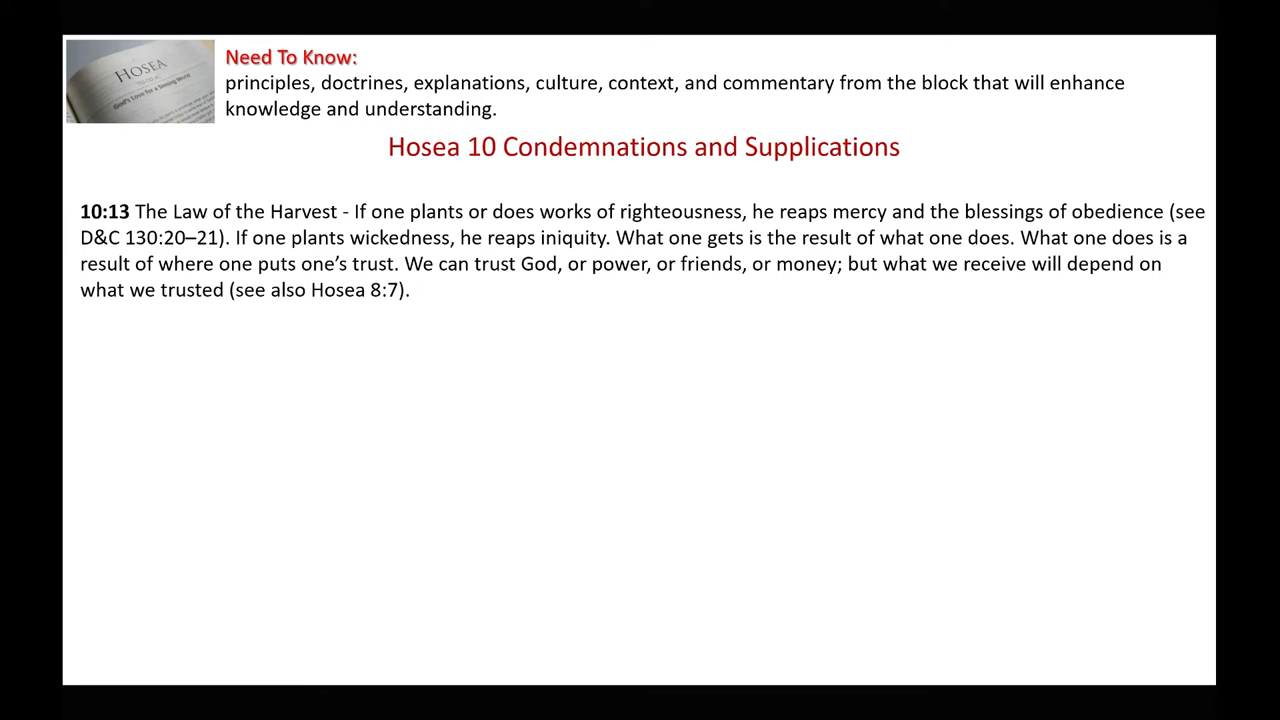 HOSEA
God's Love for a Sinning World
Need To Know:
principles, doctrines, explanations, culture, context, and commentary from the block that will enhance
knowledge and understanding.
Hosea 10 Condemnations and Supplications
10:13 The Law of the Harvest - If one plants or does works of righteousness, he reaps mercy and the blessings of obedience (see
D&C 130:20–21). If one plants wickedness, he reaps iniquity. What one gets is the result of what one does. What one does is a
result of where one puts one’s trust. We can trust God, or power, or friends, or money; but what we receive will depend on
what we trusted (see also Hosea 8:7).